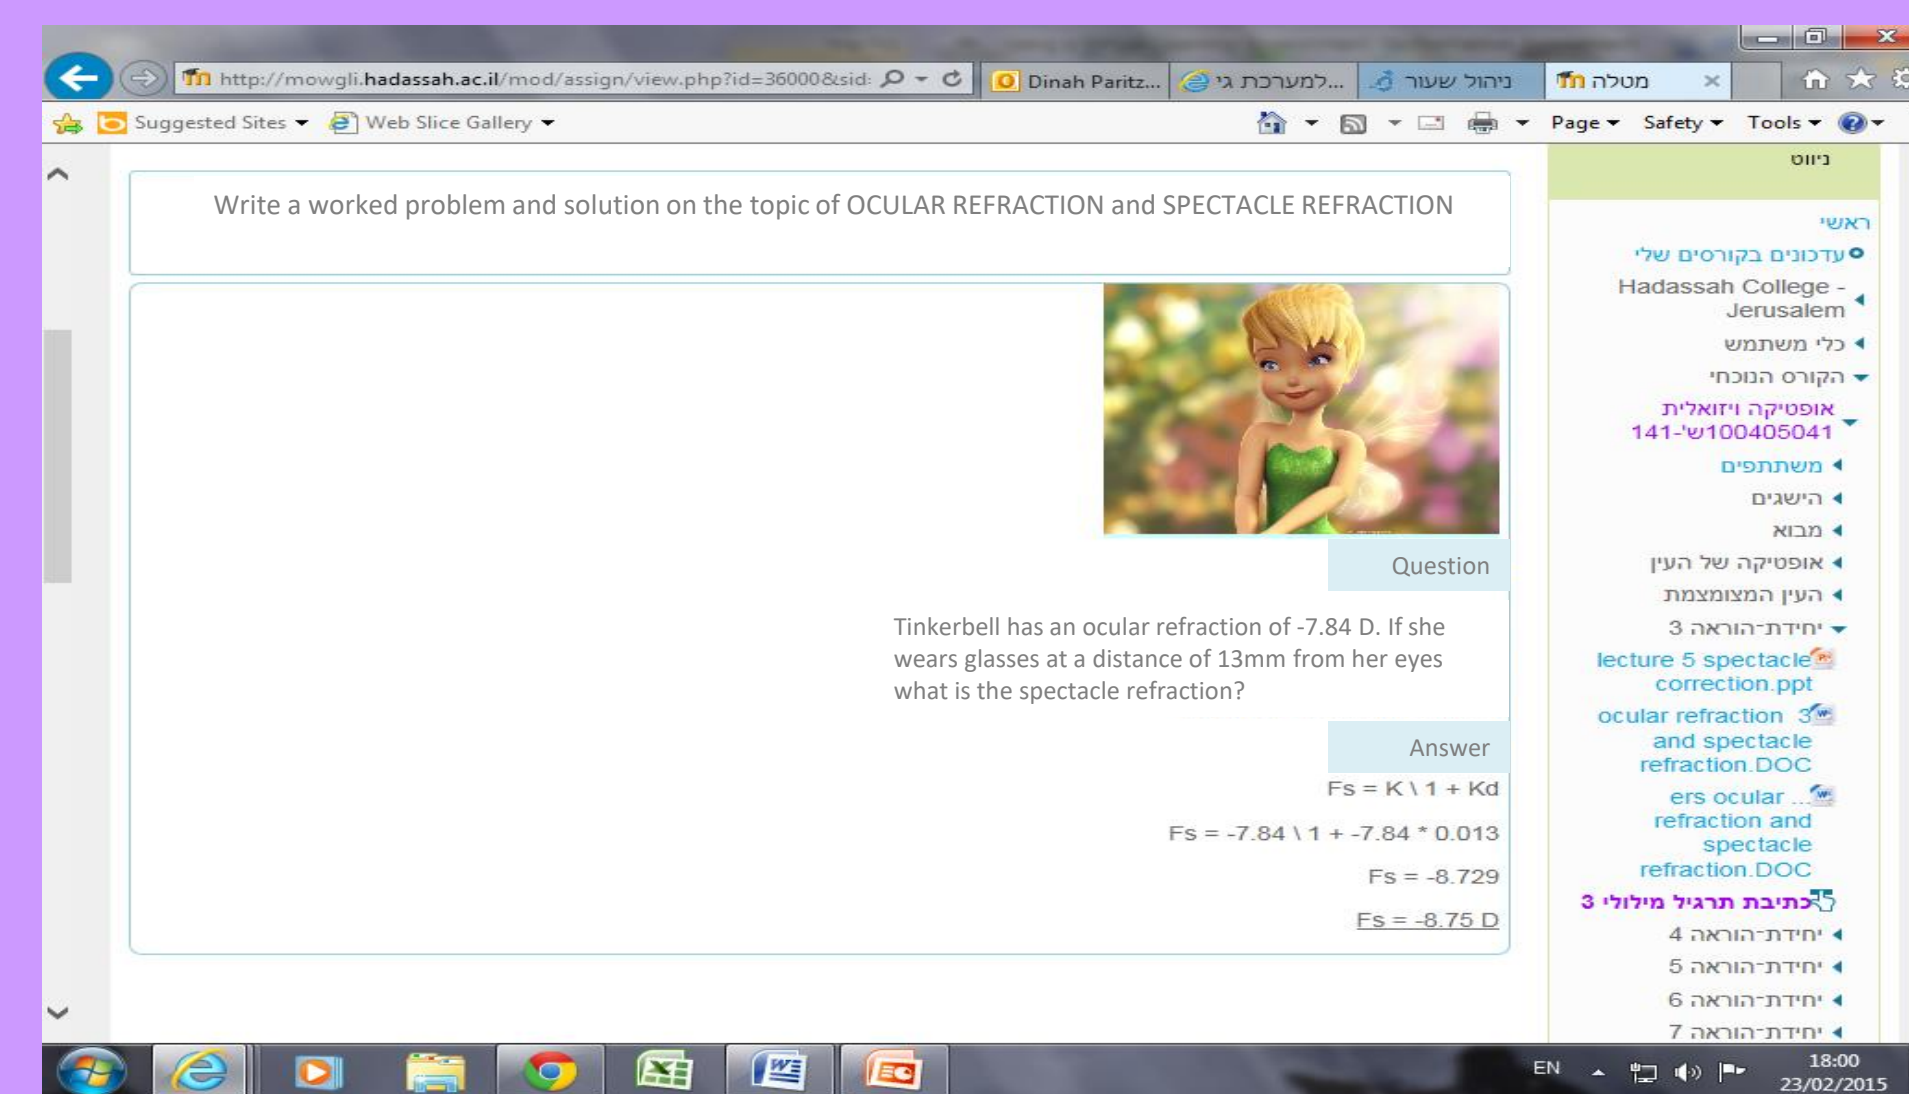 http://mowgli.hadassah.ac.il/mod/assign/view.php?id=36000&sid:
Dinah Paritz...
למערכת גי...
ניהול שעור
מטלה
Suggested Sites
Web Slice Gallery
Page
Safety
Tools
Write a worked problem and solution on the topic of OCULAR REFRACTION and SPECTACLE REFRACTION
Question
Tinkerbell has an ocular refraction of -7.84 D. If she
wears glasses at a distance of 13mm from her eyes
what is the spectacle refraction?
Answer
Fs = K \ 1 + Kd
Fs = -7.84 \ 1 + -7.84 * 0.013
Fs = -8.729
Fs = -8.75 D
ניווט
ראשי
עדכונים בקורסים שלי
Hadassah College -
Jerusalem
כלי משתמש
הקורס הנוכחי
אופטיקה ויזואלית
100405041ש'-141
משתתפים
הישגים
מבוא
אופטיקה של העין
העין המצומצמת
יחידת-הוראה 3
lecture 5 spectacle
correction.ppt
ocular refraction 3
and spectacle
refraction.DOC
ers ocular ...
refraction and
spectacle
refraction.DOC
כתיבת תרגיל מילולי 3
יחידת-הוראה 4
יחידת-הוראה 5
יחידת-הוראה 6
יחידת-הוראה 7
EN
18:00
23/02/2015